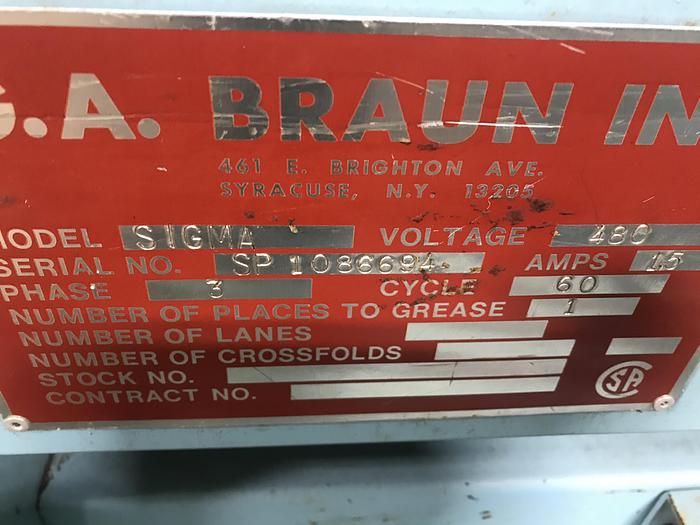 G.A. BRAUN IN
461 E. BRIGHTON AVE.
SYRACUSE, N.Y. 13205
MODEL SIGMA VOLTAGE 480
SERIAL NO. SP 1086694 AMPS 15
PHASE 3 CYCLE 60
NUMBER OF PLACES TO GREASE 1
NUMBER OF LANES
NUMBER OF CROSSFOLDS
STOCK NO.
CONTRACT NO.
CSA